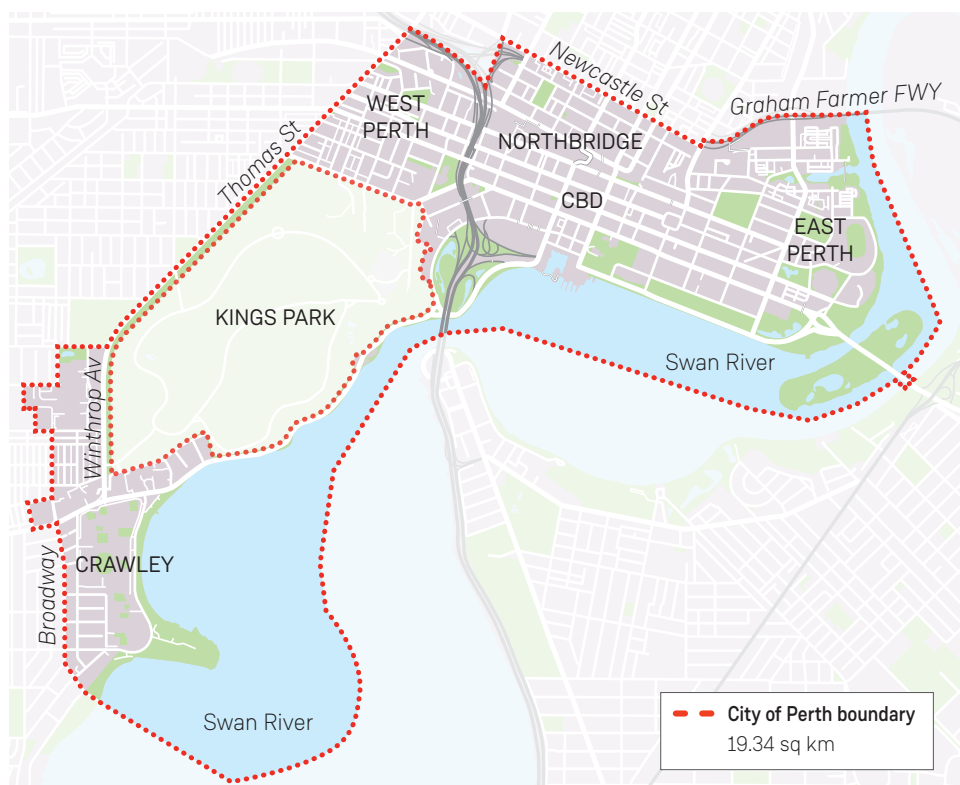 Newcastle St
Graham Farmer FWY
WEST
PERTH
NORTHBRIDGE
Thomas St
CBD
EAST
PERTH
KINGS PARK
Swan River
Winthrop Av
CRAWLEY
Broadway
Swan River
City of Perth boundary
19.34 sq km